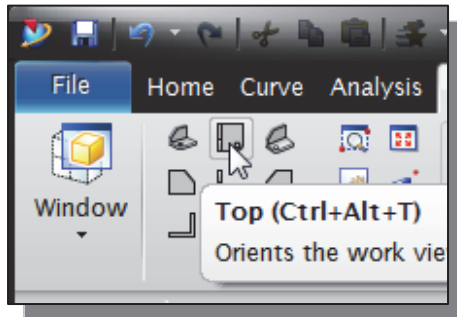 File Home Curve Analysis
Window
Top (Ctrl+Alt+T)
Orients the work vie